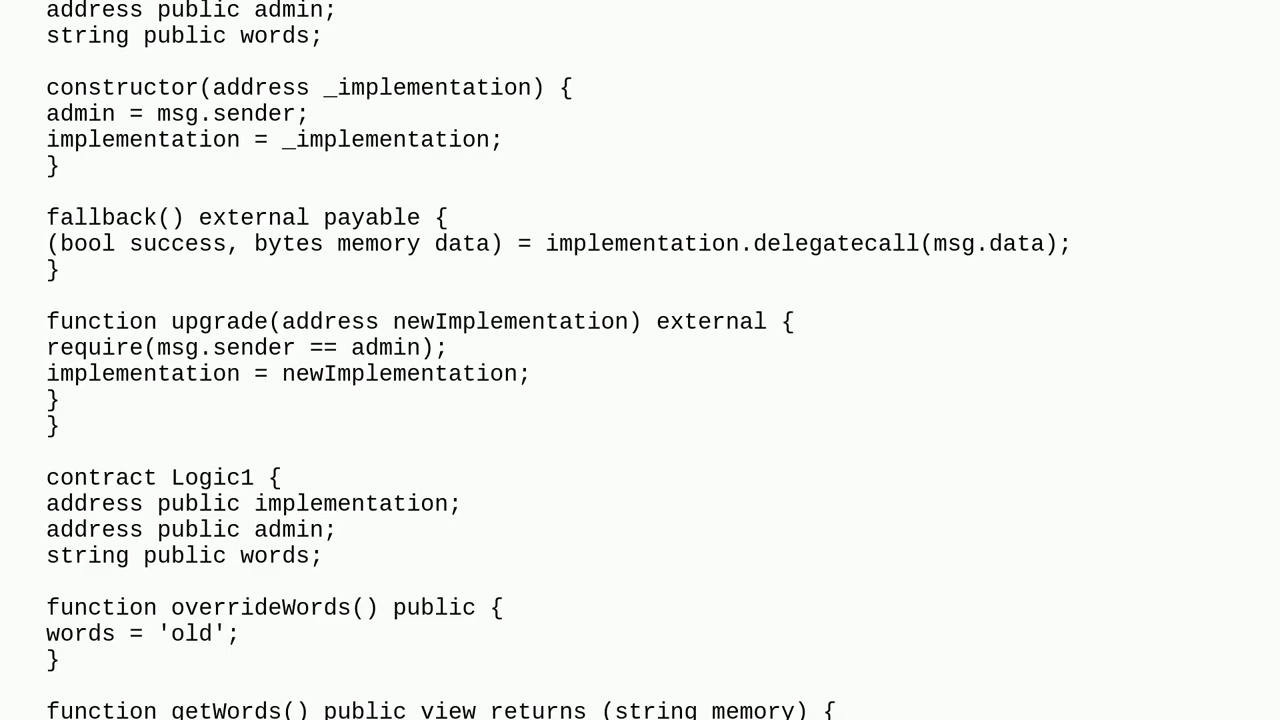 address public admin;
string public words;
constructor(address _implementation) {
admin = msg.sender;
implementation = _implementation;
}
fallback() external payable {
(bool success, bytes memory data) = implementation.delegatecall(msg.data);
}
function upgrade(address newImplementation) external {
require(msg.sender == admin);
implementation = newImplementation;
}
}
contract Logic1 {
address public implementation;
address public admin;
string public words;
function overrideWords() public {
words = 'old';
}
function getWords() public view returns (string memory) {